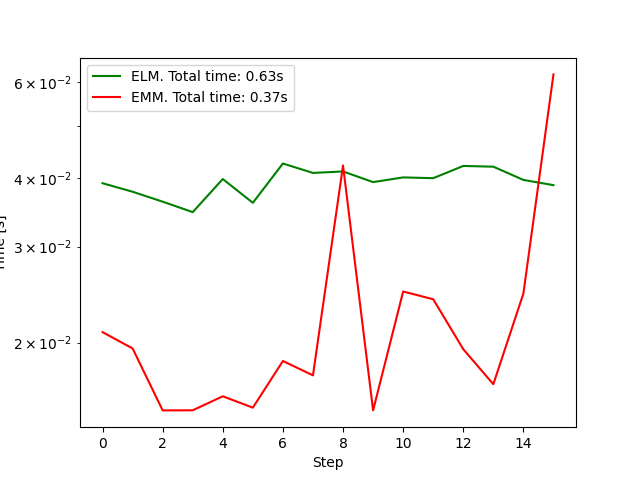 ELM. Total time: 0.63s
EMM. Total time: 0.37s
6 × 10⁻²
4 × 10⁻²
3 × 10⁻²
2 × 10⁻²
Time [s]
0 2 4 6 8 10 12 14
Step